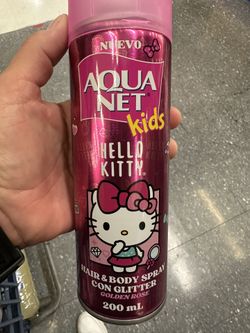 NUEVO
AQUA
NET
kids
HELLO
KITTY
HAIR & BODY SPRAY
CON GLITTER
GOLDEN ROSE
200 mL